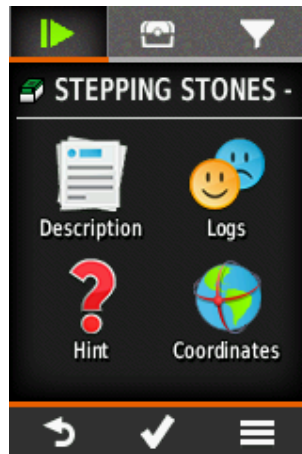 STEPPING STONES -
Description
Logs
Hint
Coordinates